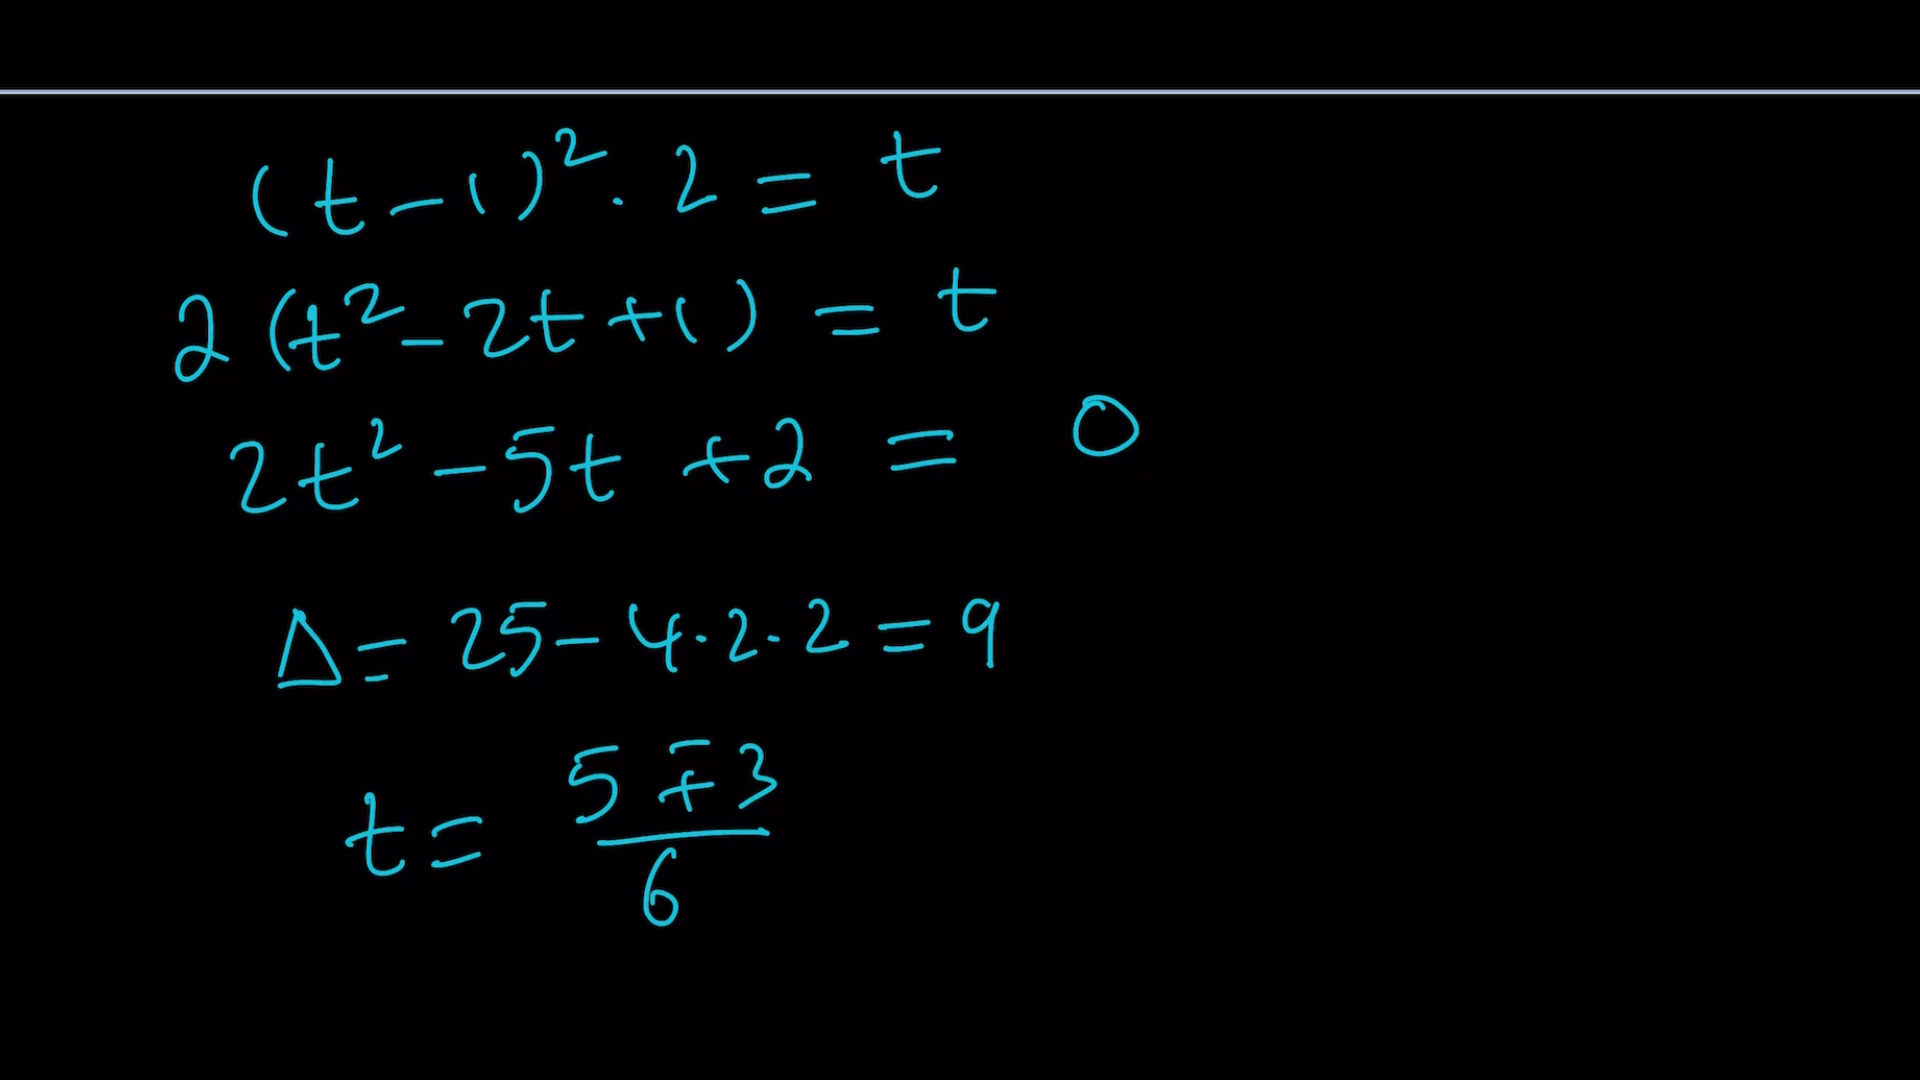 (t-1)²·2=t
2(t²-2t+1)=t
2t²-5t+2=0
Δ=25-4·2·2=9
t=(5∓3)/6